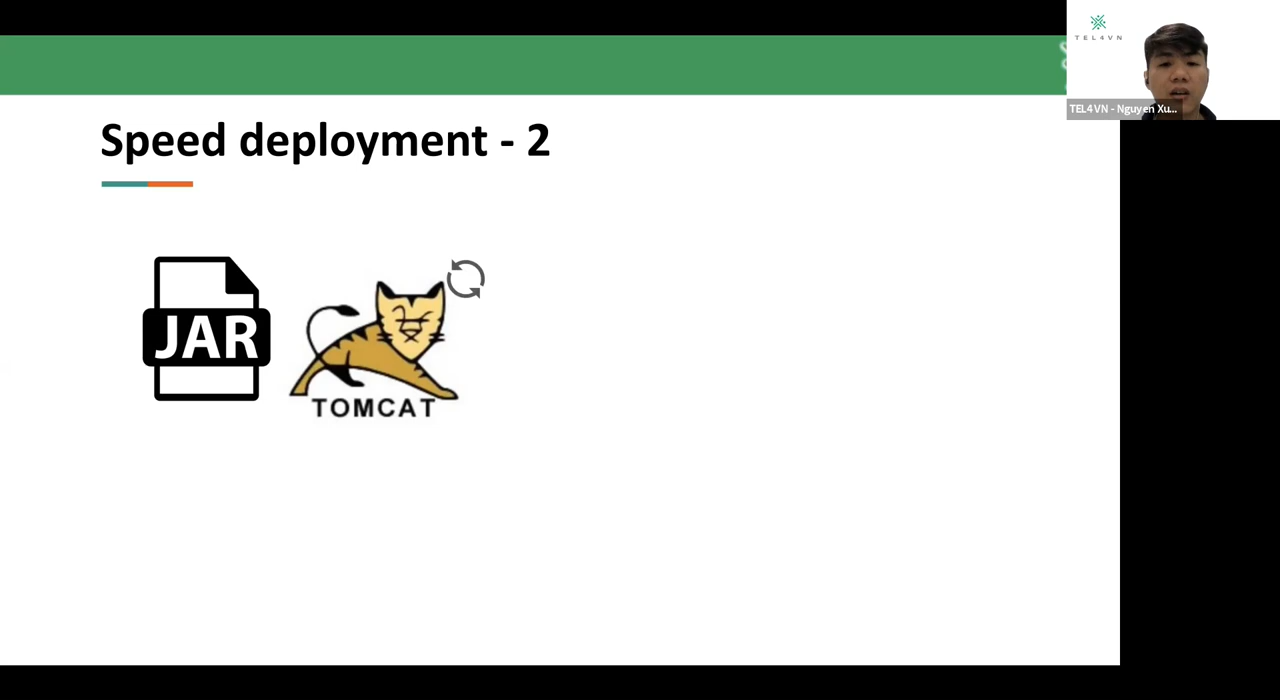 TEL4VN
TEL4VN - Nguyen Xu...
Speed deployment - 2
JAR
TOMCAT